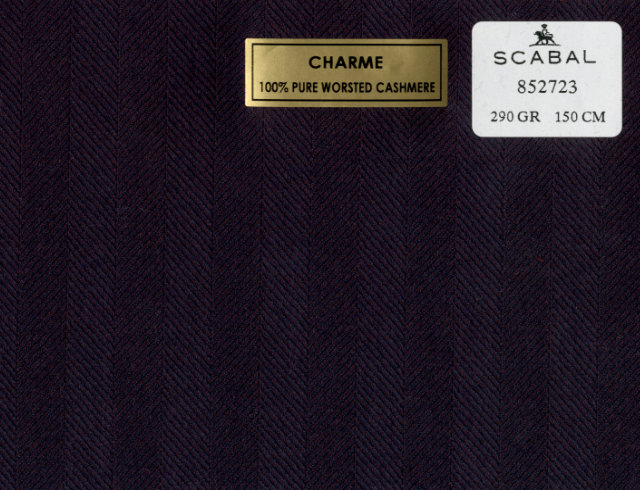 CHARME
100% PURE WORSTED CASHMERE
SCABAL
852723
290 GR 150 CM